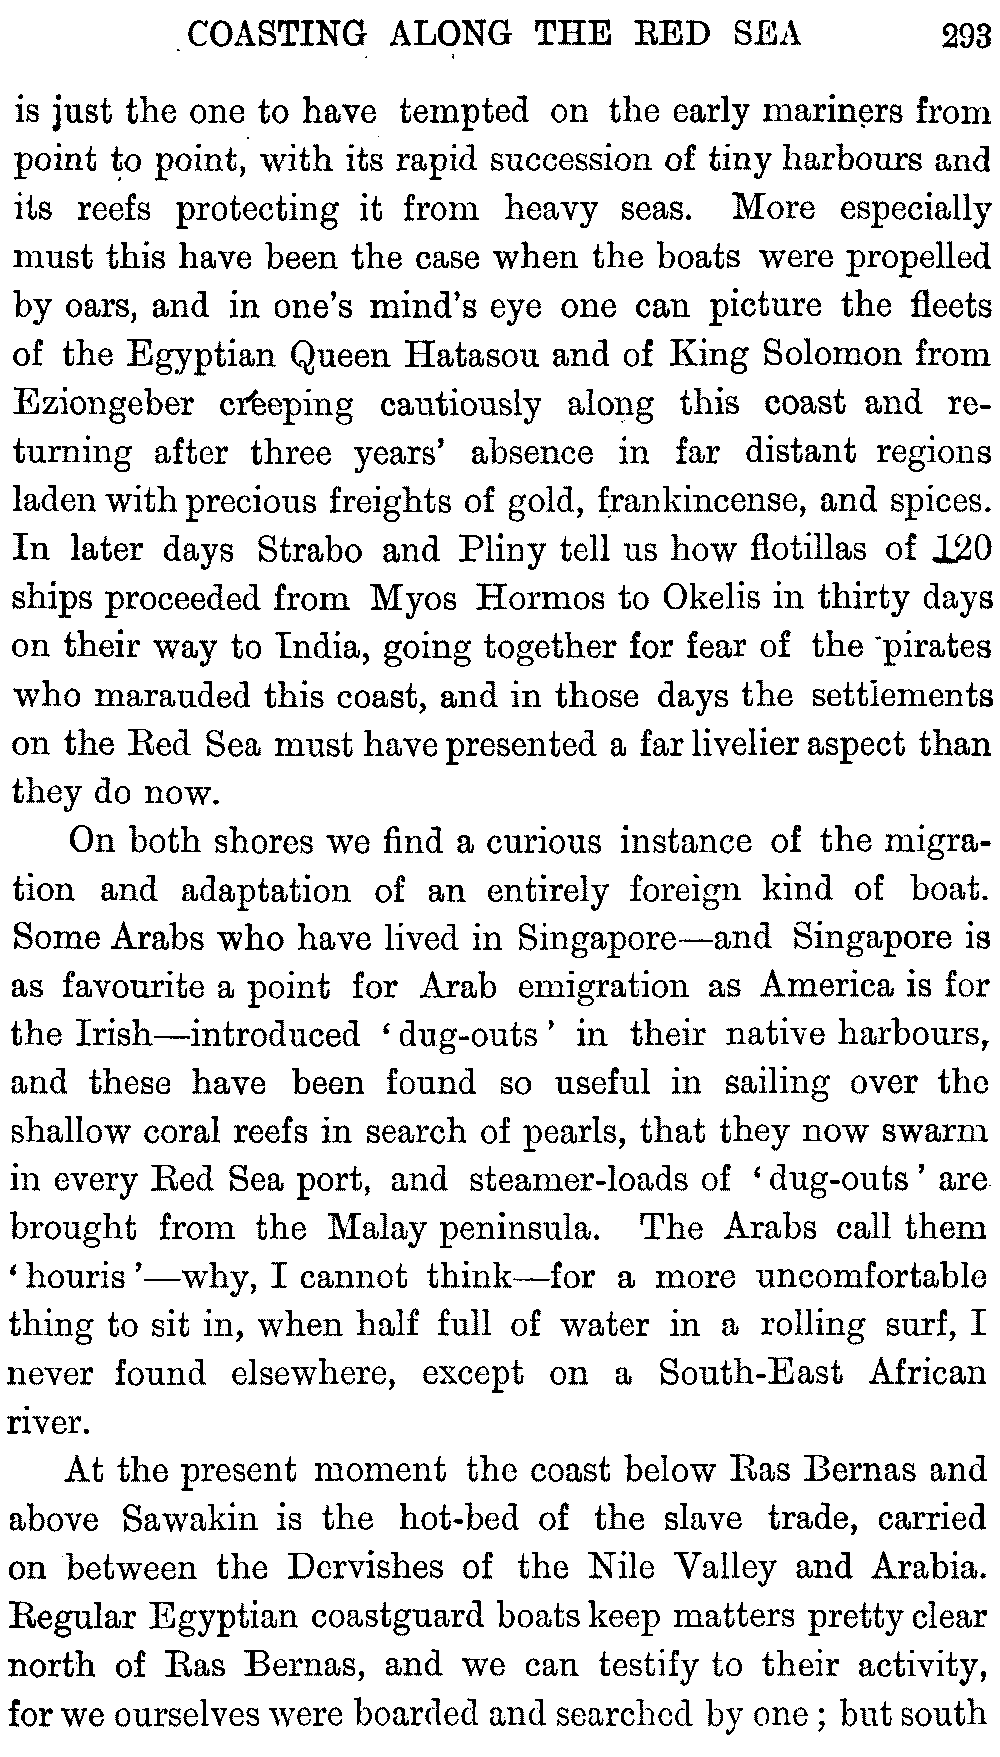 COASTING ALONG THE RED SEA 293
is just the one to have tempted on the early mariners from
point to point, with its rapid succession of tiny harbours and
its reefs protecting it from heavy seas. More especially
must this have been the case when the boats were propelled
by oars, and in one's mind's eye one can picture the fleets
of the Egyptian Queen Hatasou and of King Solomon from
Eziongeber creeping cautiously along this coast and re-
turning after three years' absence in far distant regions
laden with precious freights of gold, frankincense, and spices.
In later days Strabo and Pliny tell us how flotillas of 120
ships proceeded from Myos Hormos to Okelis in thirty days
on their way to India, going together for fear of the pirates
who marauded this coast, and in those days the settlements
on the Red Sea must have presented a far livelier aspect than
they do now.
On both shores we find a curious instance of the migra-
tion and adaptation of an entirely foreign kind of boat.
Some Arabs who have lived in Singapore—and Singapore is
as favourite a point for Arab emigration as America is for
the Irish—introduced ‘dug-outs’ in their native harbours,
and these have been found so useful in sailing over the
shallow coral reefs in search of pearls, that they now swarm
in every Red Sea port, and steamer-loads of ‘dug-outs’ are
brought from the Malay peninsula. The Arabs call them
‘houris’—why, I cannot think—for a more uncomfortable
thing to sit in, when half full of water in a rolling surf, I
never found elsewhere, except on a South-East African
river.
At the present moment the coast below Ras Bernas and
above Sawakin is the hot-bed of the slave trade, carried
on between the Dervishes of the Nile Valley and Arabia.
Regular Egyptian coastguard boats keep matters pretty clear
north of Ras Bernas, and we can testify to their activity,
for we ourselves were boarded and searched by one; but south